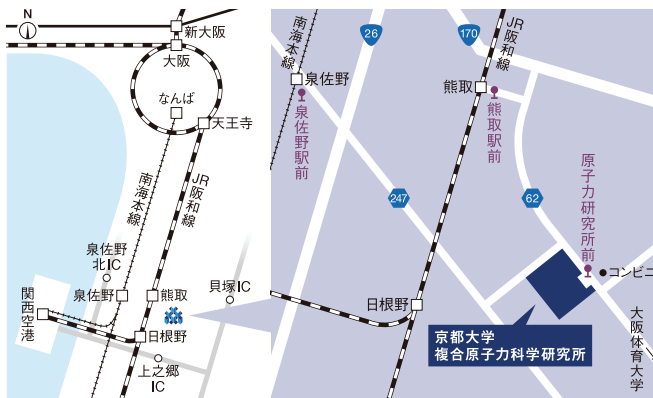 N
新大阪
大阪
なんば
天王寺
南海本線
JR阪和線
泉佐野
北IC
泉佐野
熊取
貝塚IC
関西空港
日根野
上之郷
IC
南海本線
26
170
JR阪和線
泉佐野
泉佐野駅前
熊取
熊取駅前
原子力研究所前
247
62
コンビニ
日根野
京都大学
複合原子力科学研究所
大阪体育大学